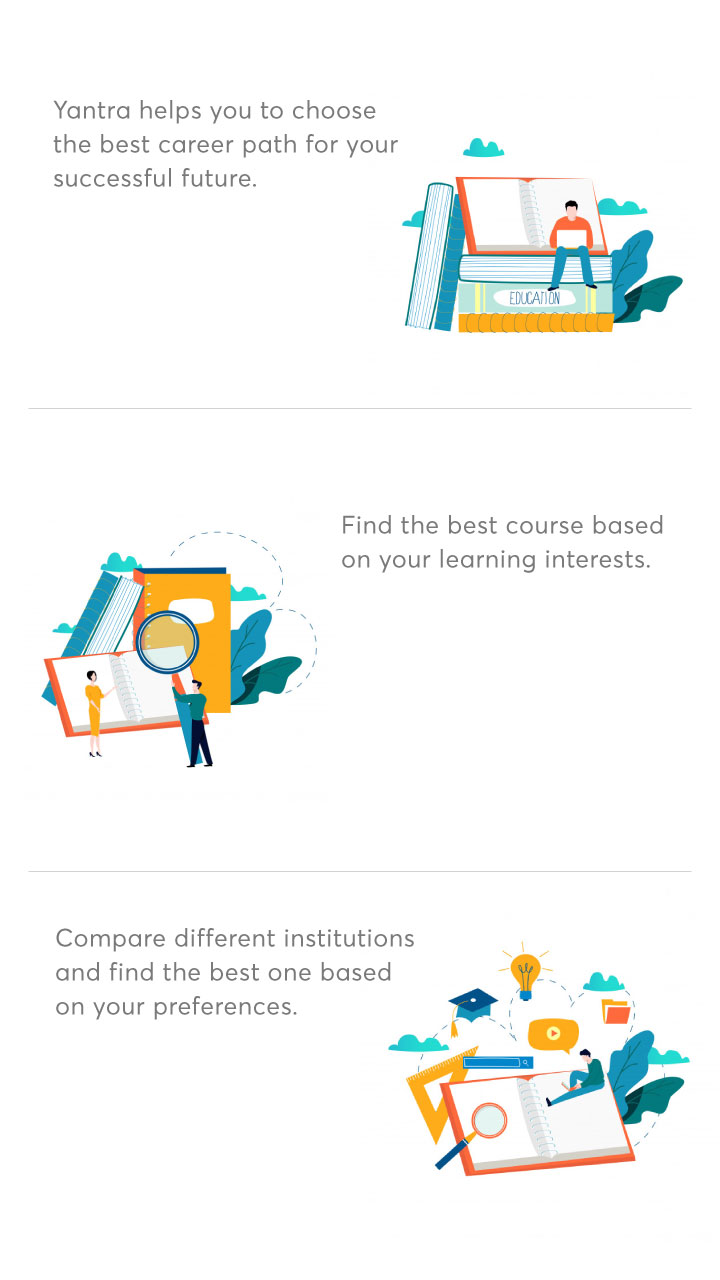 Yantra helps you to choose
the best career path for your
successful future.
EDUCATION
Find the best course based
on your learning interests.
Compare different institutions
and find the best one based
on your preferences.